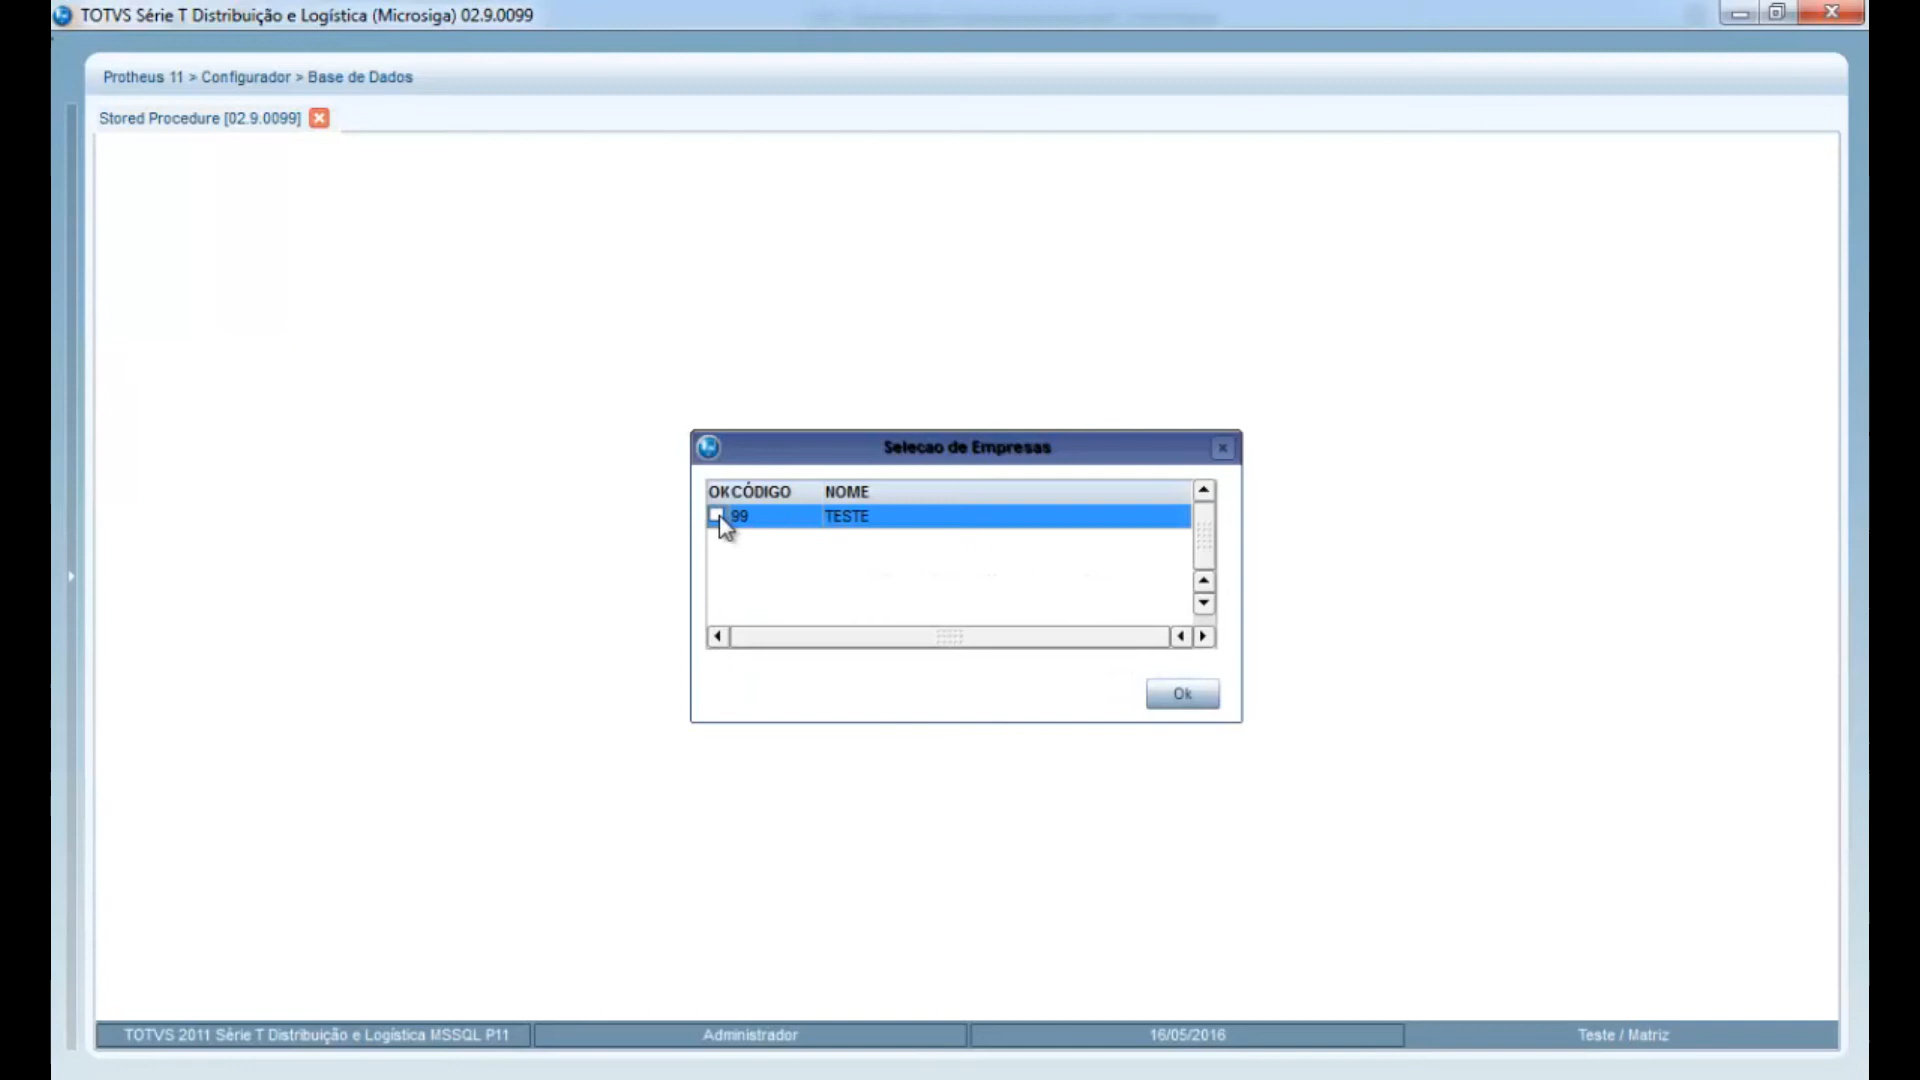 TOTVS Série T Distribuição e Logística (Microsiga) 02.9.0099
Protheus 11 > Configurador > Base de Dados
Stored Procedure [02.9.0099]
Selecao de Empresas
OK CÓDIGO NOME
99 TESTE
Ok
TOTVS 2011 Série T Distribuição e Logística MSSQL P11 Administrador 16/05/2016 Teste / Matriz